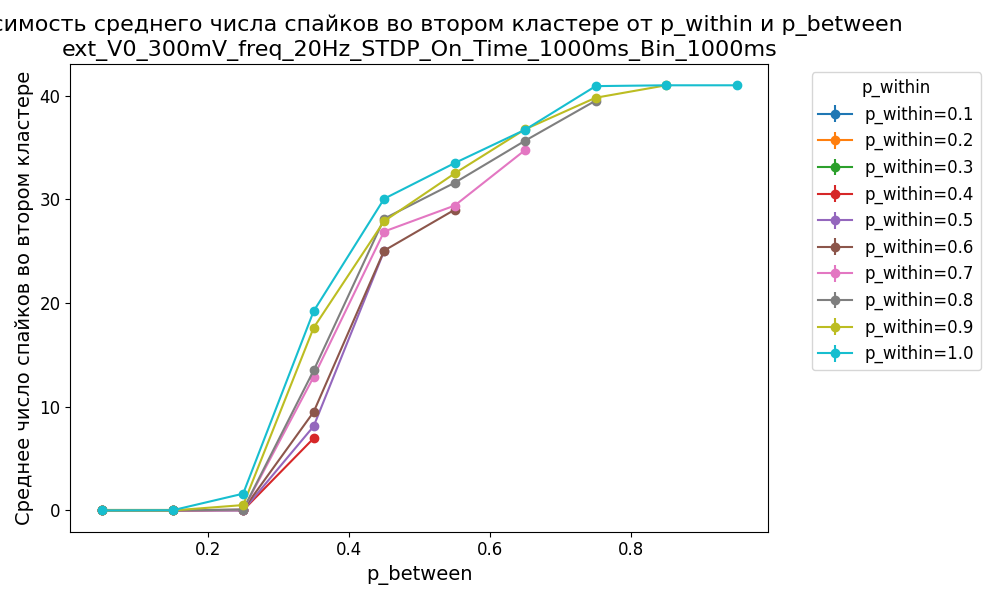 симость среднего числа спайков во втором кластере от p_within и p_between
ext_V0_300mV_freq_20Hz_STDP_On_Time_1000ms_Bin_1000ms
Среднее число спайков во втором кластере
40
30
20
10
0
0.2 0.4 0.6 0.8
p_between
p_within
p_within=0.1
p_within=0.2
p_within=0.3
p_within=0.4
p_within=0.5
p_within=0.6
p_within=0.7
p_within=0.8
p_within=0.9
p_within=1.0